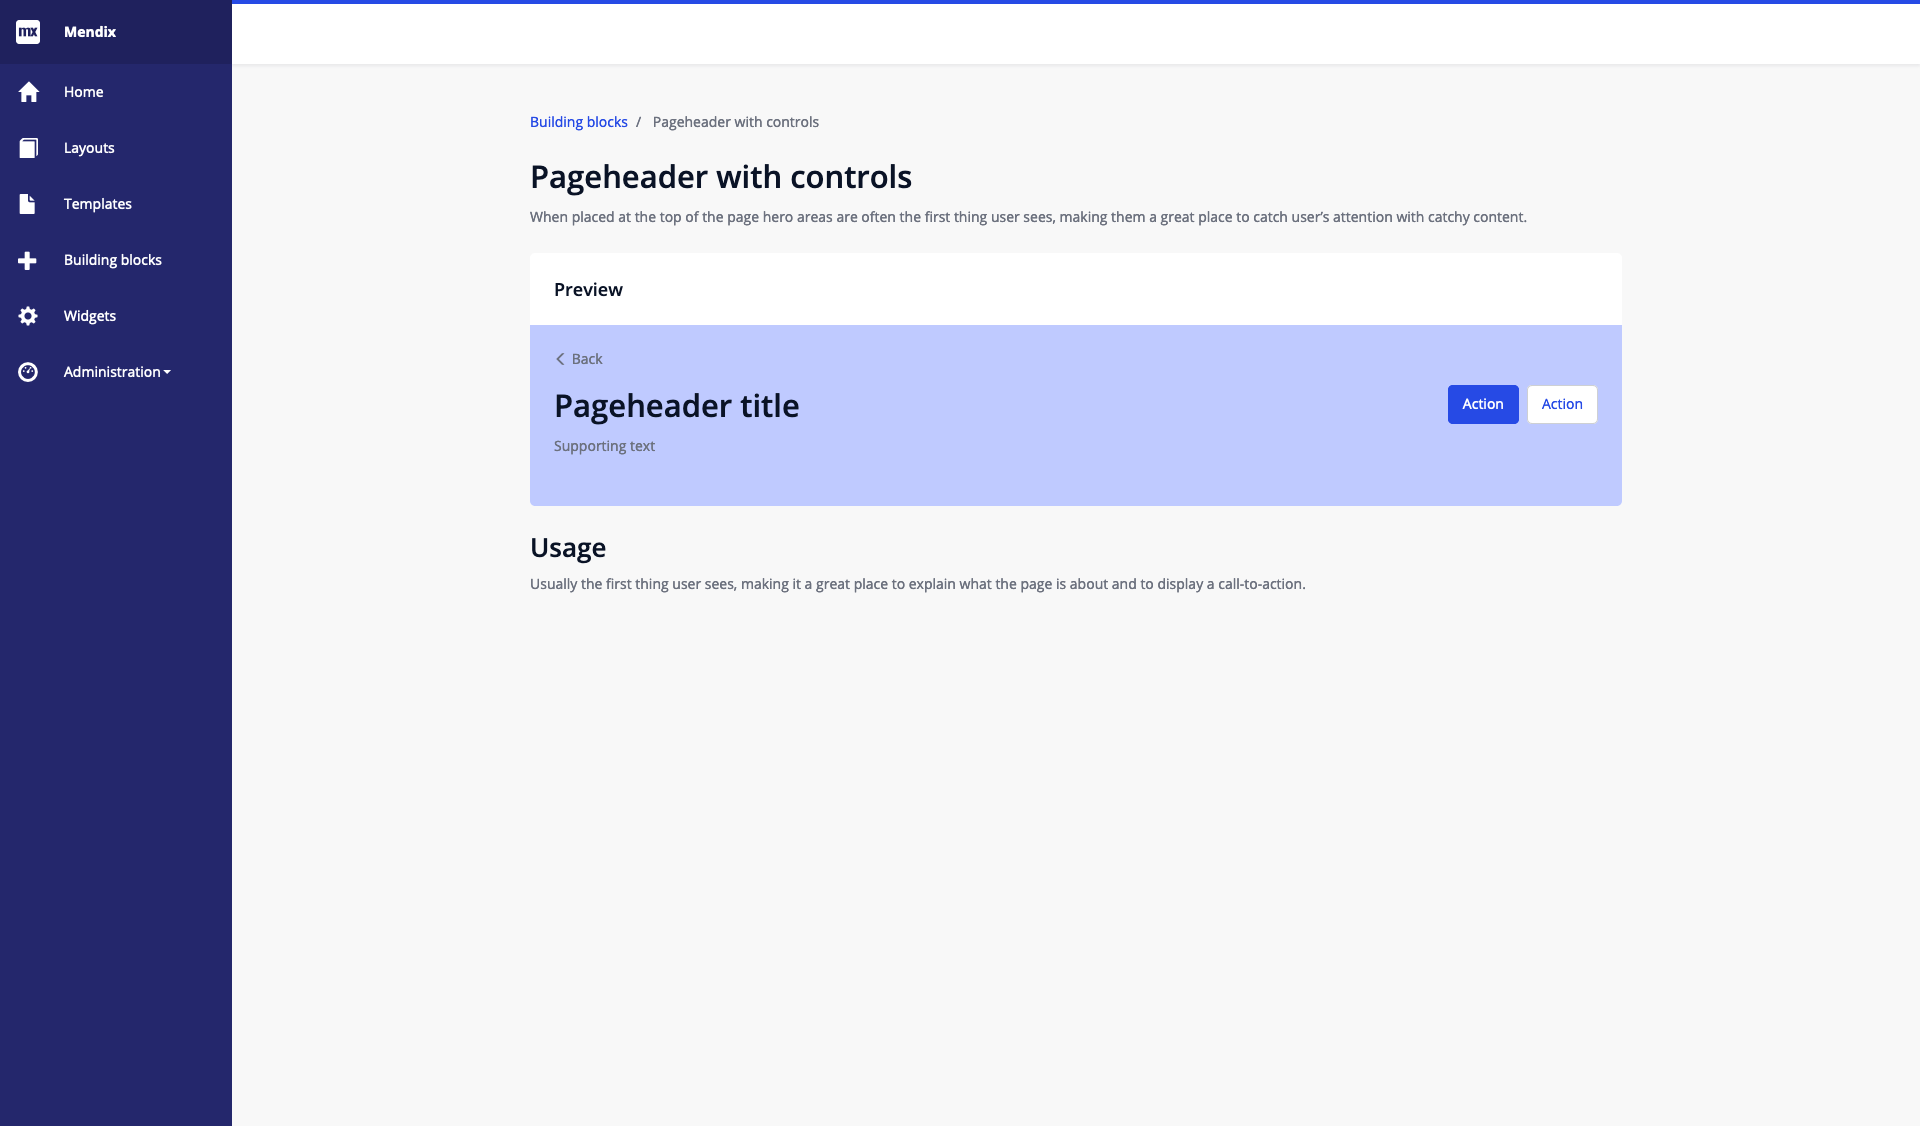 mx Mendix
Home
Layouts
Templates
Building blocks
Widgets
Administration
Building blocks / Pageheader with controls
Pageheader with controls
When placed at the top of the page hero areas are often the first thing user sees, making them a great place to catch user’s attention with catchy content.
Preview
Back
Pageheader title
Action Action
Supporting text
Usage
Usually the first thing user sees, making it a great place to explain what the page is about and to display a call-to-action.